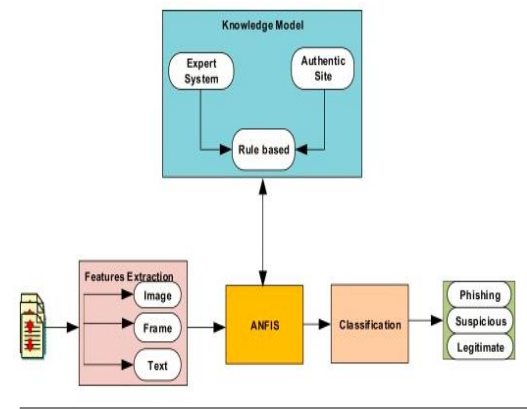 Knowledge Model
Expert
System
Authentic
Site
Rule based
Features Extraction
Image
Frame
Text
ANFIS
Classification
Phishing
Suspicious
Legitimate